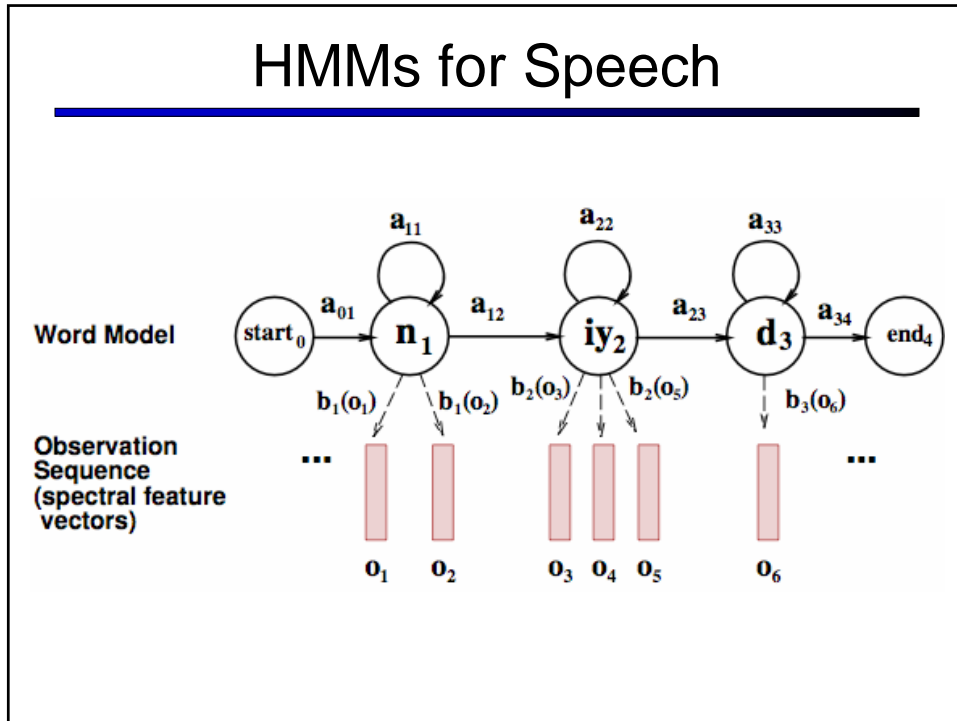 HMMs for Speech
a₁₁ a₂₂ a₃₃
a₀₁ a₁₂ a₂₃ a₃₄
Word Model start₀ n₁ iy₂ d₃ end₄
b₁(o₁) b₁(o₂) b₂(o₃) b₂(o₅) b₃(o₆)
Observation
Sequence
(spectral feature
vectors)
... ...
o₁ o₂ o₃ o₄ o₅ o₆